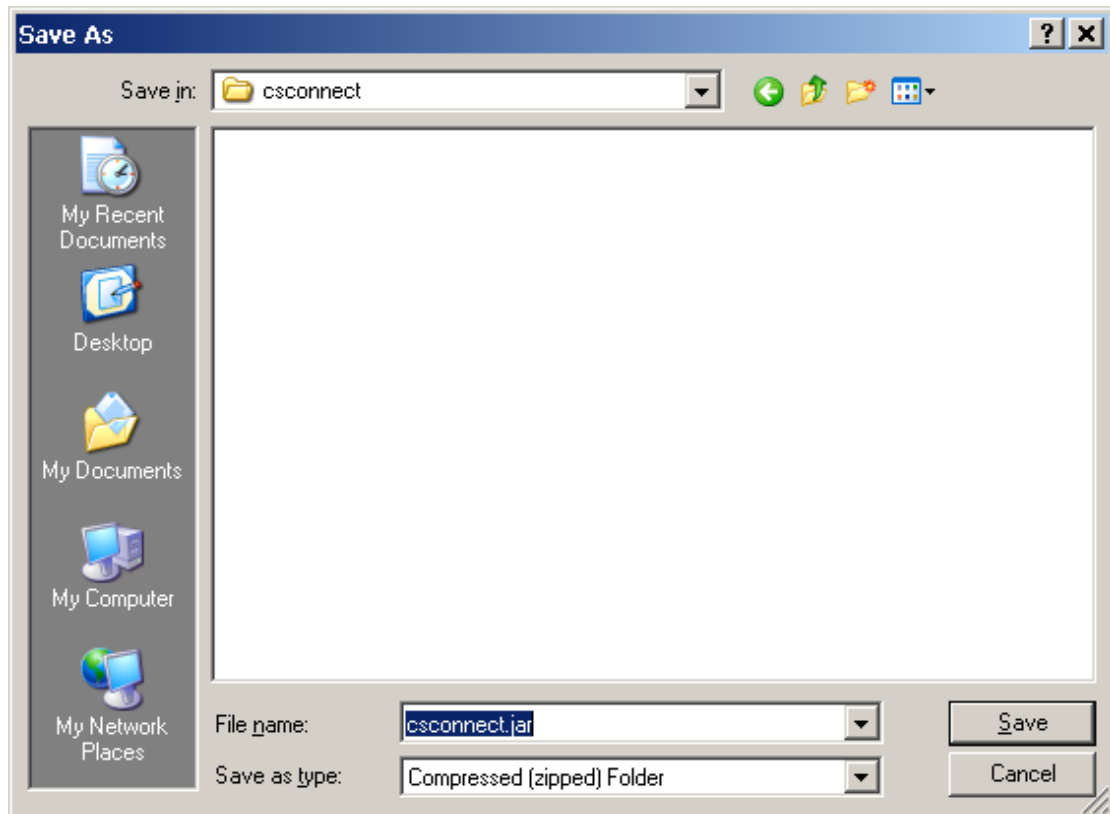 Save As
Save in:
csconnect
My Recent
Documents
Desktop
My Documents
My Computer
My Network
Places
File name:
csconnect.jar
Save
Save as type:
Compressed (zipped) Folder
Cancel